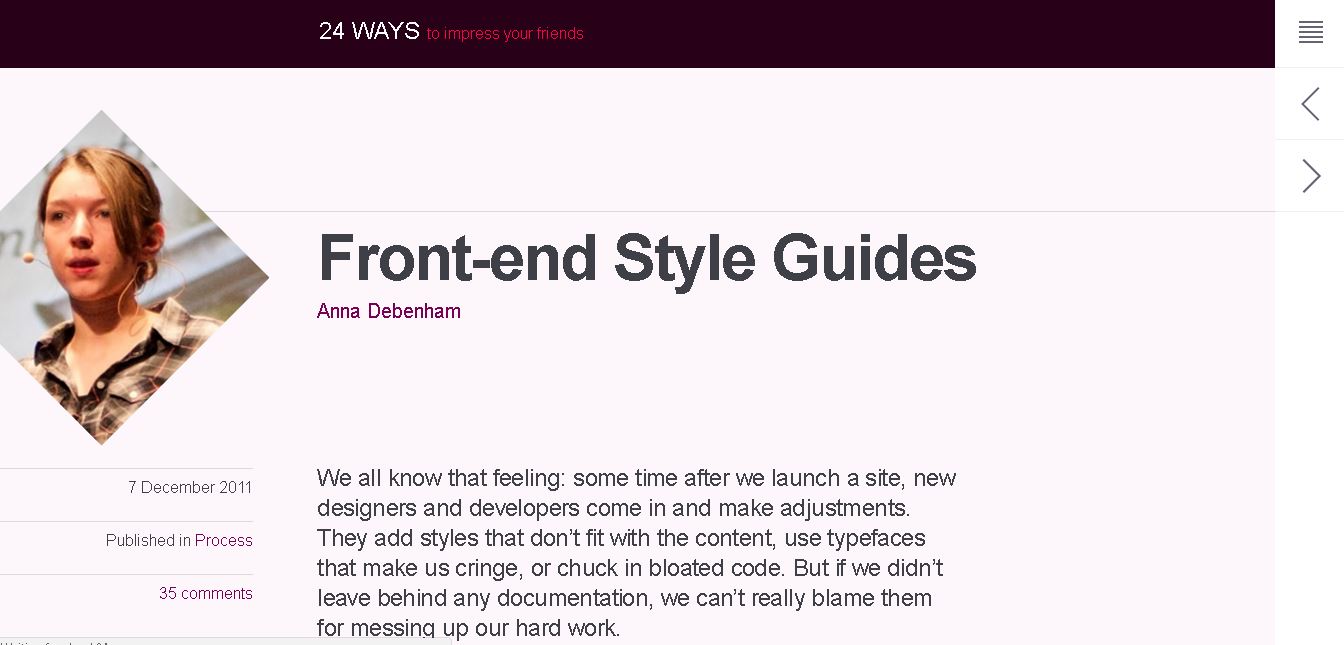 24 WAYS to impress your friends
Front-end Style Guides
Anna Debenham
7 December 2011
Published in Process
35 comments
We all know that feeling: some time after we launch a site, new
designers and developers come in and make adjustments.
They add styles that don’t fit with the content, use typefaces
that make us cringe, or chuck in bloated code. But if we didn’t
leave behind any documentation, we can’t really blame them
for messing up our hard work.